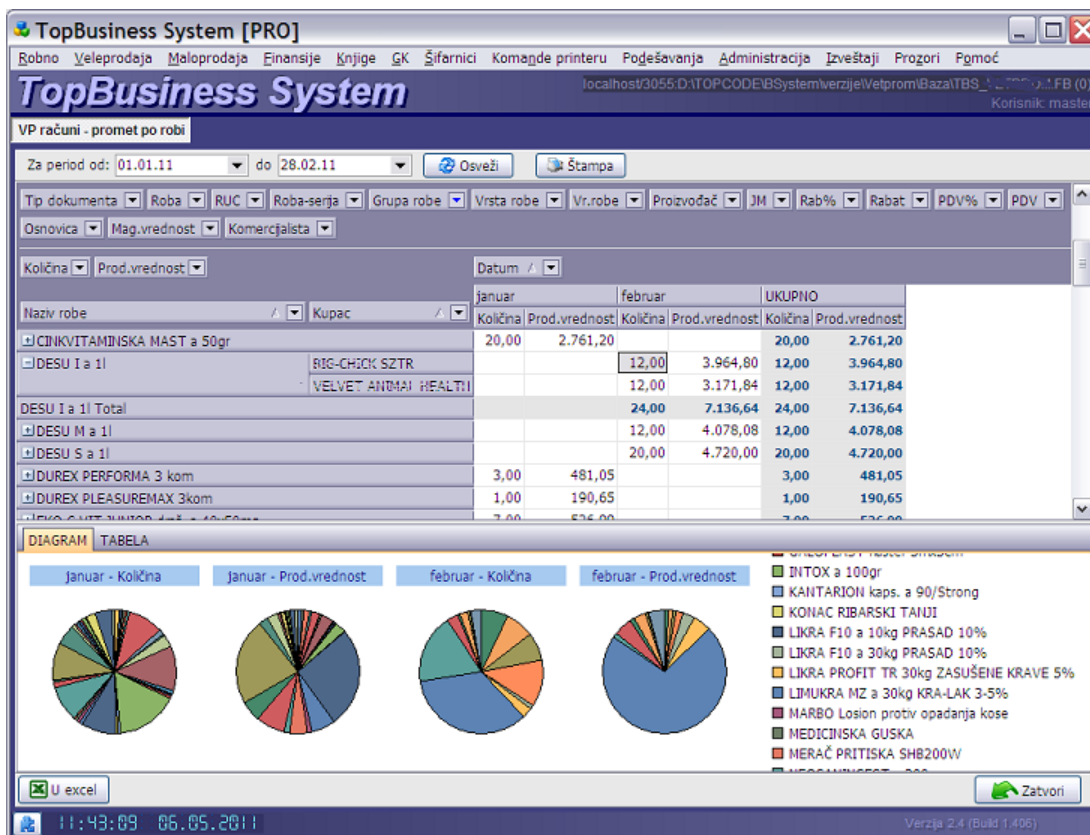 TopBusiness System [PRO]
Robno Veleprodaja Maloprodaja Finansije Knjige GK Šifarnici Komande printeru Podešavanja Administracija Izveštaji Prozori Pomoć
TopBusiness System
localhost/3055:D:\TOPCODE\BSystem\verzije\Vetprom\Baza\TBS_ .FB (0)
Korisnik: master
VP računi - promet po robi
Za period od: 01.01.11 do 28.02.11 Osveži Štampa
Tip dokumenta Roba RUC Roba-serija Grupa robe Vrsta robe Vr.robe Proizvođač JM Rab% Rabat PDV% PDV
Osnovica Mag.vrednost Komercijalista
Količina Prod.vrednost Datum
januar februar UKUPNO
Naziv robe Kupac Količina Prod.vrednost Količina Prod.vrednost Količina Prod.vrednost
CINKVITAMINSKA MAST a 50gr 20,00 2.761,20 20,00 2.761,20
DESU I a 1l BIG-CHICK SZTR 12,00 3.964,80 12,00 3.964,80
VELVET ANIMAL HEALTH 12,00 3.171,84 12,00 3.171,84
DESU I a 1l Total 24,00 7.136,64 24,00 7.136,64
DESU M a 1l 12,00 4.078,08 12,00 4.078,08
DESU S a 1l 20,00 4.720,00 20,00 4.720,00
DUREX PERFORMA 3 kom 3,00 481,05 3,00 481,05
DUREX PLEASUREMAX 3kom 1,00 190,65 1,00 190,65
DIAGRAM TABELA
januar - Količina januar - Prod.vrednost februar - Količina februar - Prod.vrednost
INTOX a 100gr
KANTARION kaps. a 90/Strong
KONAC RIBARSKI TANJI
LIKRA F10 a 10kg PRASAD 10%
LIKRA F10 a 30kg PRASAD 10%
LIKRA PROFIT TR 30kg ZASUŠENE KRAVE 5%
LIMUKRA MZ a 30kg KRA-LAK 3-5%
MARBO Losion protiv opadanja kose
MEDICINSKA GUSKA
MERAČ PRITISKA SHB200W
U excel Zatvori
11:43:09 06.05.2011 Verzija 2.4 (Build 1.406)